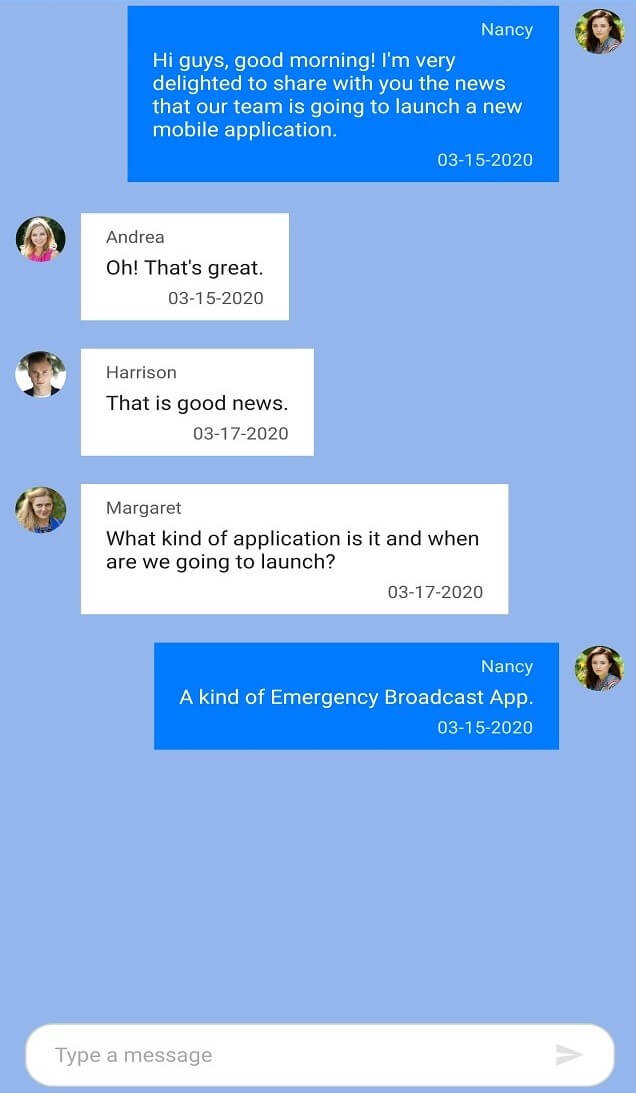 Nancy
Hi guys, good morning! I'm very
delighted to share with you the news
that our team is going to launch a new
mobile application.
03-15-2020
Andrea
Oh! That's great.
03-15-2020
Harrison
That is good news.
03-17-2020
Margaret
What kind of application is it and when
are we going to launch?
03-17-2020
Nancy
A kind of Emergency Broadcast App.
03-15-2020
Type a message